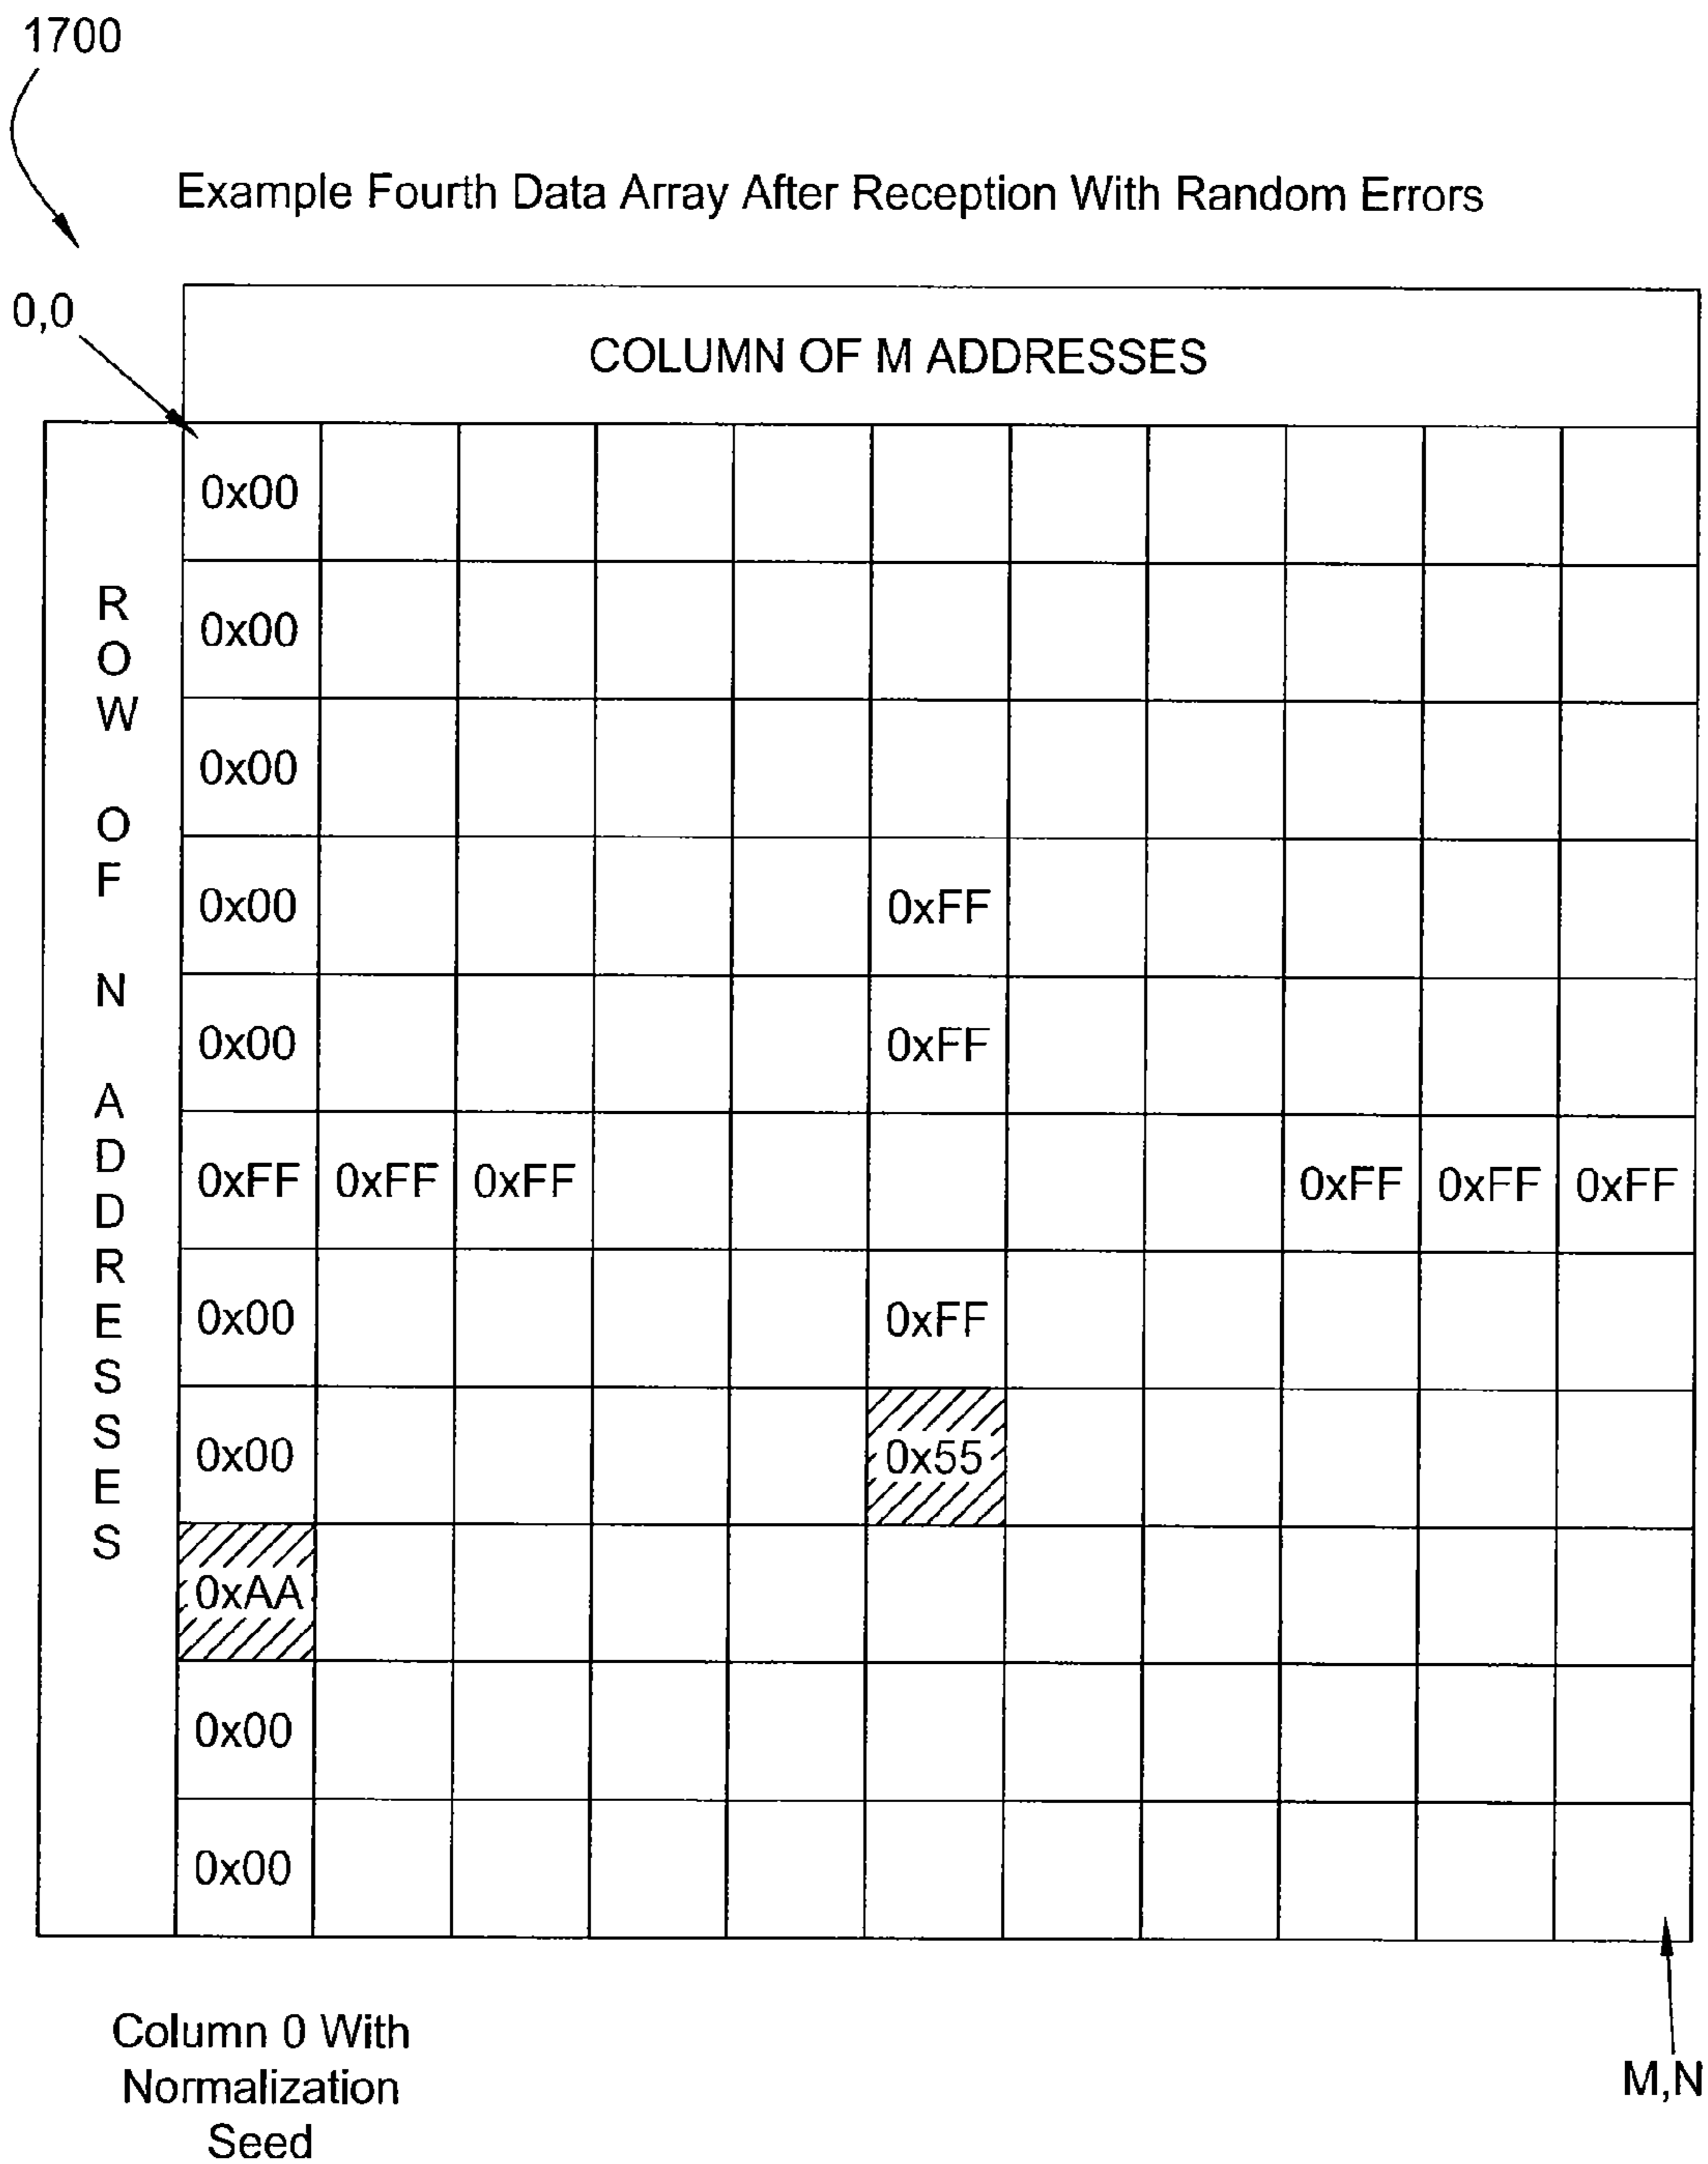 1700
Example Fourth Data Array After Reception With Random Errors
0,0
COLUMN OF M ADDRESSES
ROW OF N ADDRESSES
0x00
0x00
0x00
0x00 0xFF
0x00 0xFF
0xFF 0xFF 0xFF 0xFF 0xFF 0xFF
0x00 0xFF
0x00 0x55
0xAA
0x00
0x00
Column 0 With
Normalization
Seed
M,N